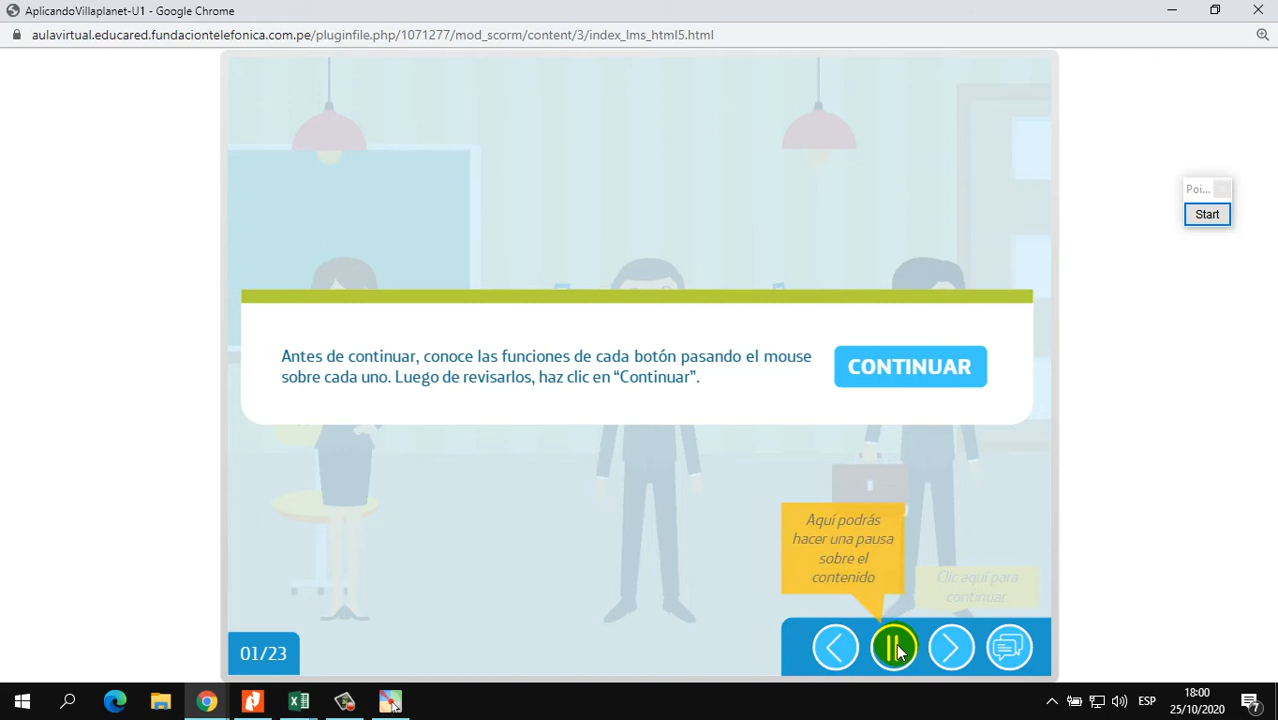 AplicandoVillaplanet-U1 - Google Chrome
aulavirtual.educared.fundaciontelefonica.com.pe/pluginfile.php/1071277/mod_scorm/content/3/index_lms_html5.html
Poi...
Start
Antes de continuar, conoce las funciones de cada botón pasando el mouse
sobre cada uno. Luego de revisarlos, haz clic en “Continuar”.
CONTINUAR
Aquí podrás
hacer una pausa
sobre el
contenido
Clic aquí para
continuar.
01/23
ESP
18:00
25/10/2020
7